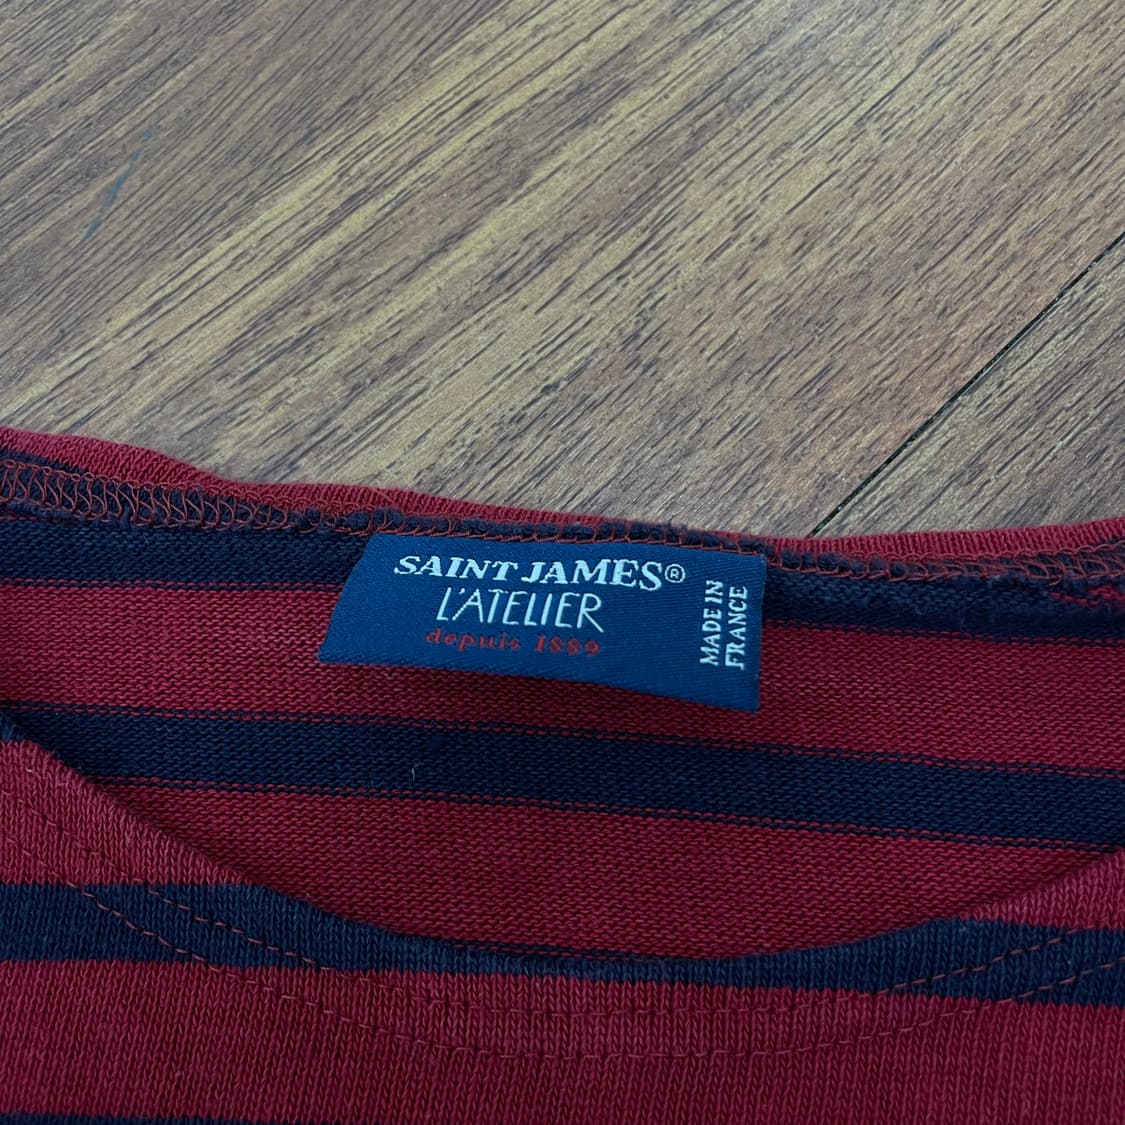 SAINT JAMES®
L'ATELIER
depuis 1889
MADE IN
FRANCE